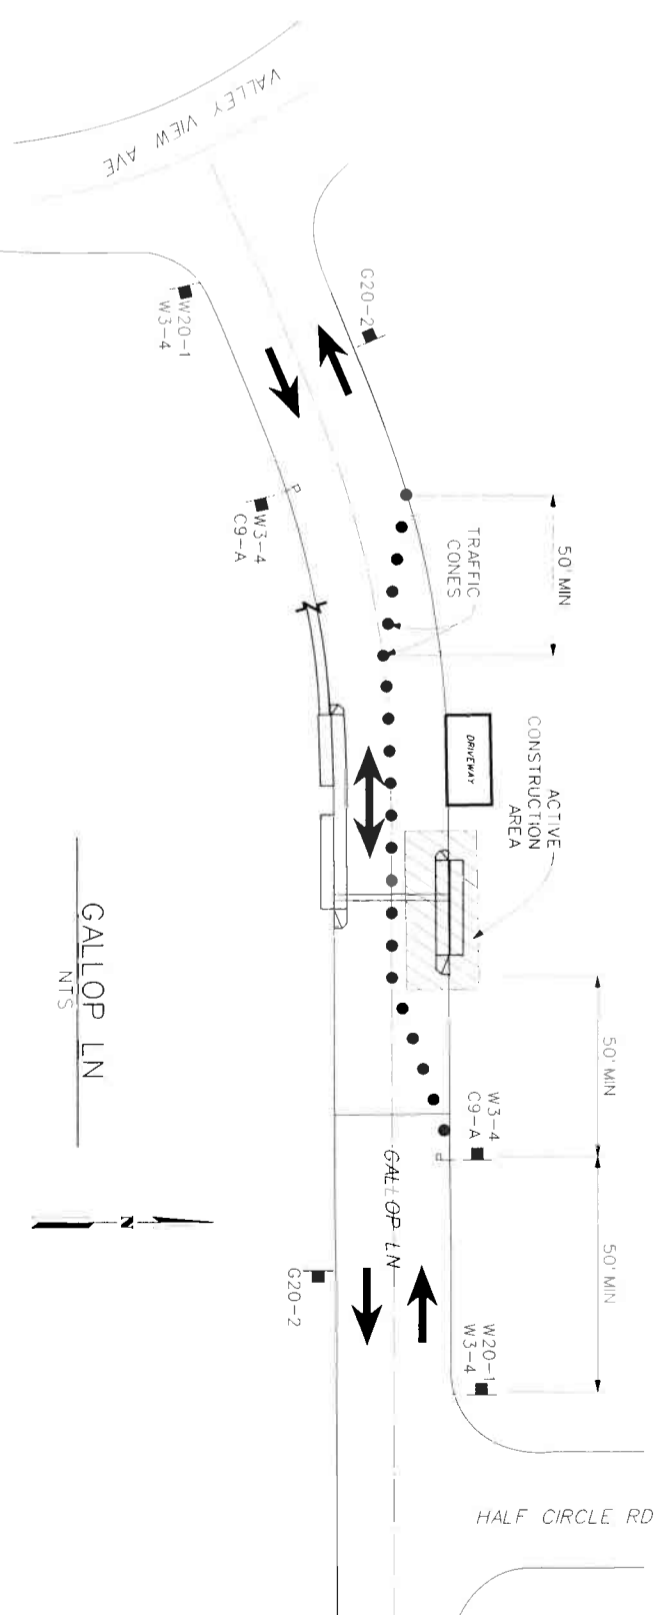 VALLEY VIEW AVE
G20-2
W20-1
W3-4
W3-4
C9-A
TRAFFIC
CONES
50' MIN
DRIVEWAY
ACTIVE
CONSTRUCTION
AREA
GALLOP LN
NTS
50' MIN
W3-4
C9-A
GALLOP LN
N
50' MIN
G20-2
W20-1
W3-4
HALF CIRCLE RD